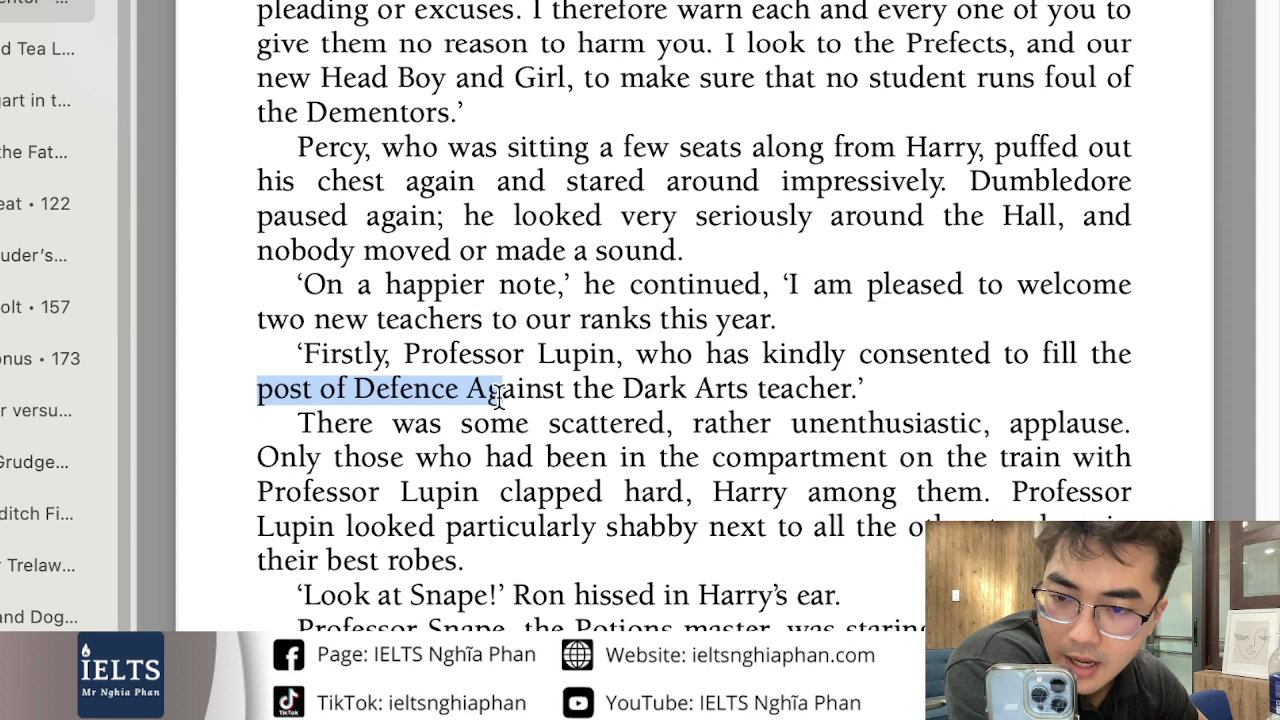 pleading or excuses. I therefore warn each and every one of you to
give them no reason to harm you. I look to the Prefects, and our
new Head Boy and Girl, to make sure that no student runs foul of
the Dementors.’
Percy, who was sitting a few seats along from Harry, puffed out
his chest again and stared around impressively. Dumbledore
paused again; he looked very seriously around the Hall, and
nobody moved or made a sound.
‘On a happier note,’ he continued, ‘I am pleased to welcome
two new teachers to our ranks this year.
‘Firstly, Professor Lupin, who has kindly consented to fill the
post of Defence Against the Dark Arts teacher.’
There was some scattered, rather unenthusiastic, applause.
Only those who had been in the compartment on the train with
Professor Lupin clapped hard, Harry among them. Professor
Lupin looked particularly shabby next to all the
their best robes.
‘Look at Snape!’ Ron hissed in Harry’s ear.
Professor Snape, the Potions master, was
d Tea L...
art in t...
the Fat...
eat • 122
uder’s...
olt • 157
onus • 173
r versu...
Grudge...
ditch Fi...
r Trelaw...
and Dog...
IELTS
Mr Nghia Phan
Page: IELTS Nghĩa Phan
Website: ieltsnghiaphan.com
TikTok
TikTok: ieltsnghiaphan
YouTube: IELTS Nghĩa Phan